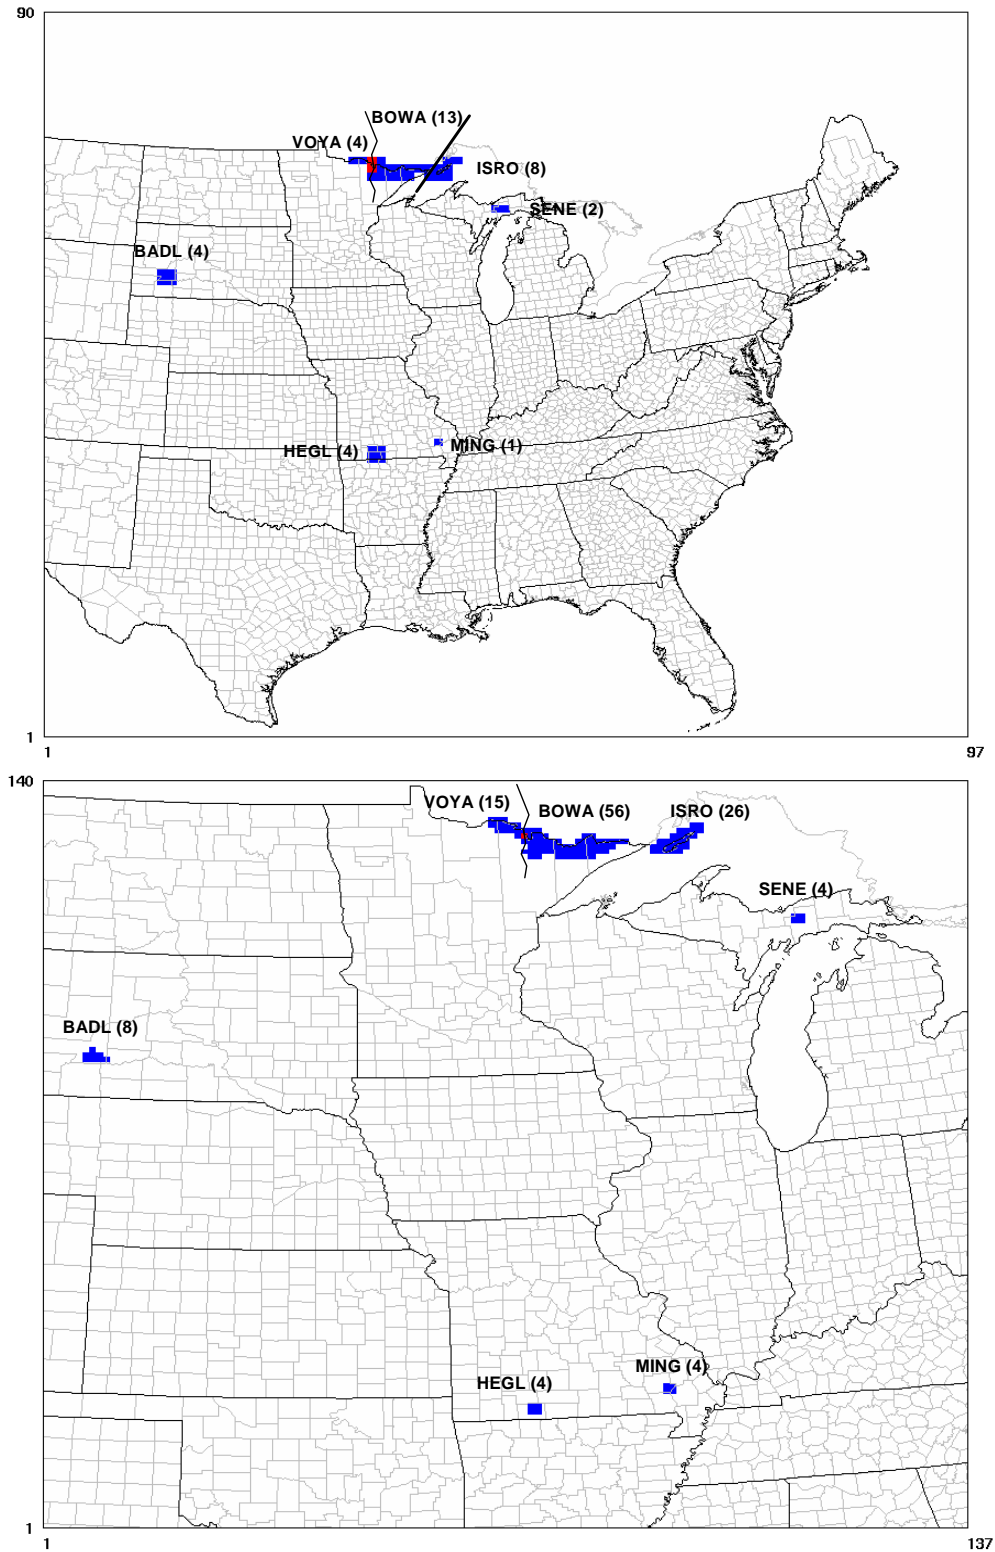 90
BOWA (13)
VOYA (4)
ISRO (8)
SENE (2)
BADL (4)
HEGL (4)
MING (1)
1
1
97
140
VOYA (15)
BOWA (56)
ISRO (26)
SENE (4)
BADL (8)
MING (4)
HEGL (4)
1
1
137